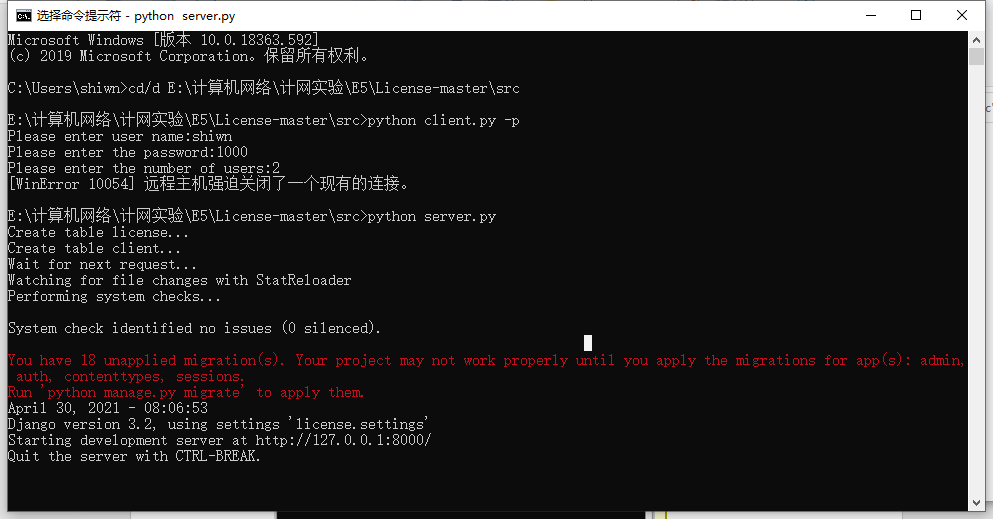 选择命令提示符 - python  server.py
Microsoft Windows [版本 10.0.18363.592]
(c) 2019 Microsoft Corporation。保留所有权利。
C:\Users\shiwn>cd/d E:\计算机网络\计网实验\E5\License-master\src
E:\计算机网络\计网实验\E5\License-master\src>python client.py -p
Please enter user name:shiwn
Please enter the password:1000
Please enter the number of users:2
[WinError 10054] 远程主机强迫关闭了一个现有的连接。
E:\计算机网络\计网实验\E5\License-master\src>python server.py
Create table license...
Create table client...
Wait for next request...
Watching for file changes with StatReloader
Performing system checks...
System check identified no issues (0 silenced).
You have 18 unapplied migration(s). Your project may not work properly until you apply the migrations for app(s): admin,
 auth, contenttypes, sessions.
Run 'python manage.py migrate' to apply them.
April 30, 2021 - 08:06:53
Django version 3.2, using settings 'license.settings'
Starting development server at http://127.0.0.1:8000/
Quit the server with CTRL-BREAK.